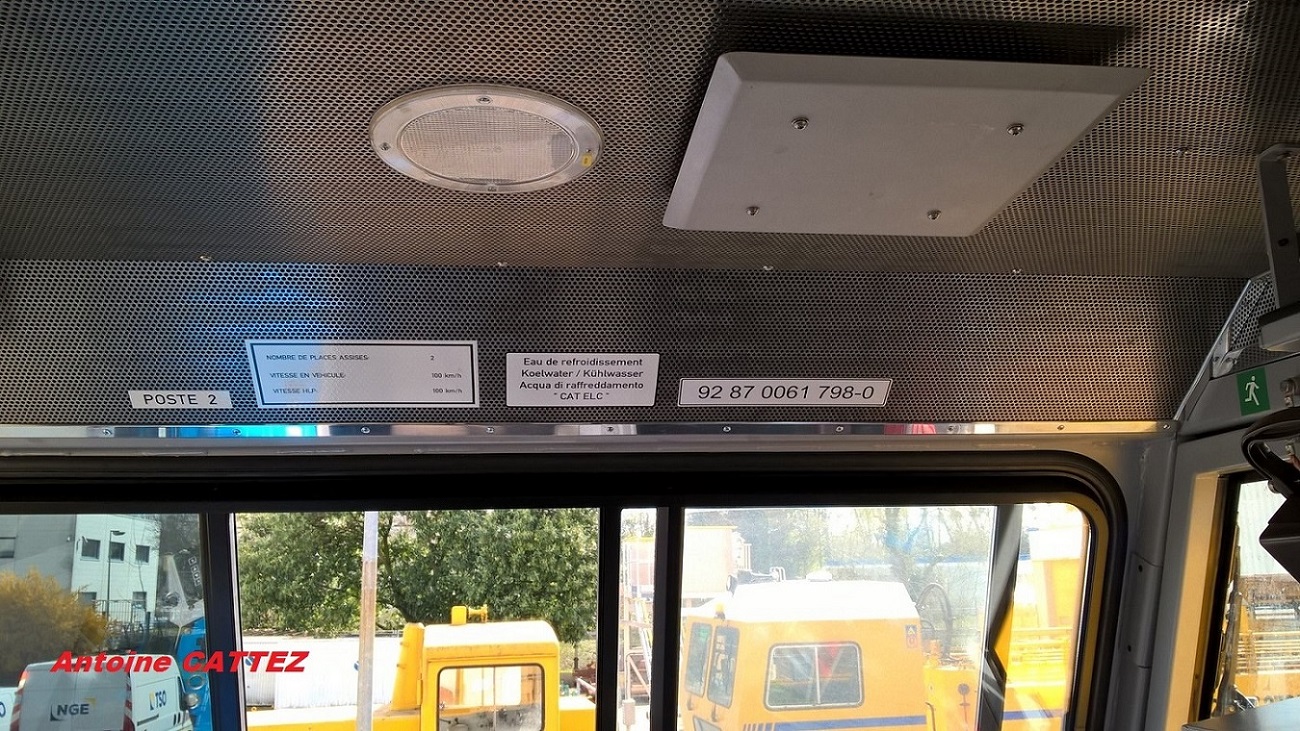 POSTE 2
NOMBRE DE PLACES ASSISES: 2
VITESSE EN VÉHICULE: 100 km/h
VITESSE HLP: 100 km/h
Eau de refroidissement
Koelwater / Kühlwasser
Acqua di raffreddamento
" CAT ELC "
92 87 0061 798-0
Antoine CATTEZ
NGE
TSO